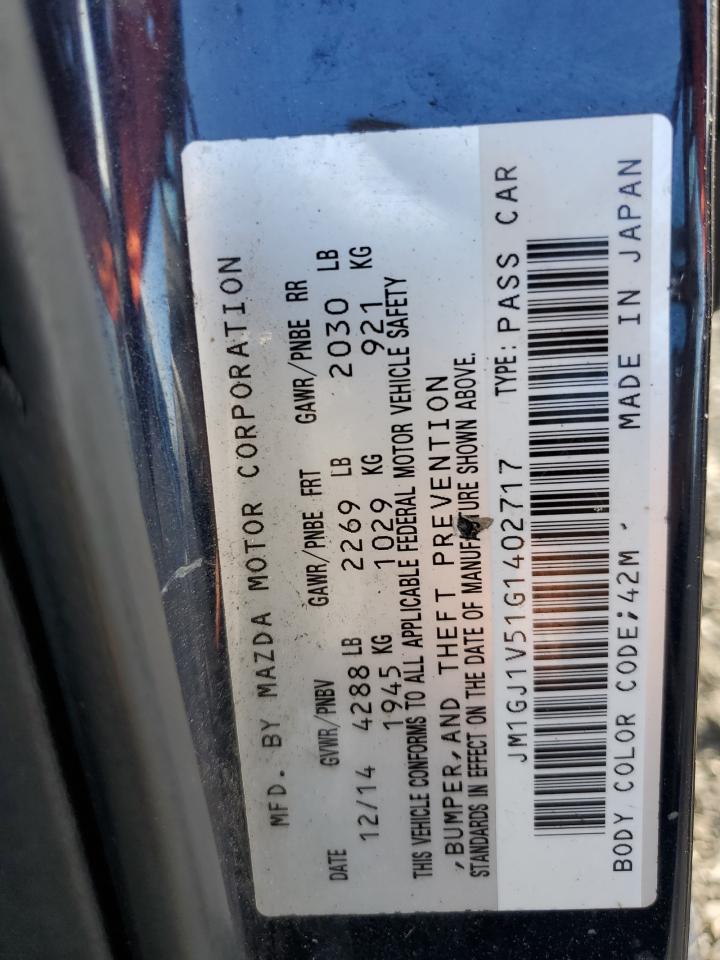 MFD. BY MAZDA MOTOR CORPORATION
DATE GVWR/PNBV GAWR/PNBE FRT GAWR/PNBE RR
12/14 4288 LB 2269 LB 2030 LB
1945 KG 1029 KG 921 KG
THIS VEHICLE CONFORMS TO ALL APPLICABLE FEDERAL MOTOR VEHICLE SAFETY
,BUMPER,AND THEFT PREVENTION
STANDARDS IN EFFECT ON THE DATE OF MANUFACTURE SHOWN ABOVE.
JM1GJ1V51G1402717 TYPE: PASS CAR
BODY COLOR CODE;42M MADE IN JAPAN